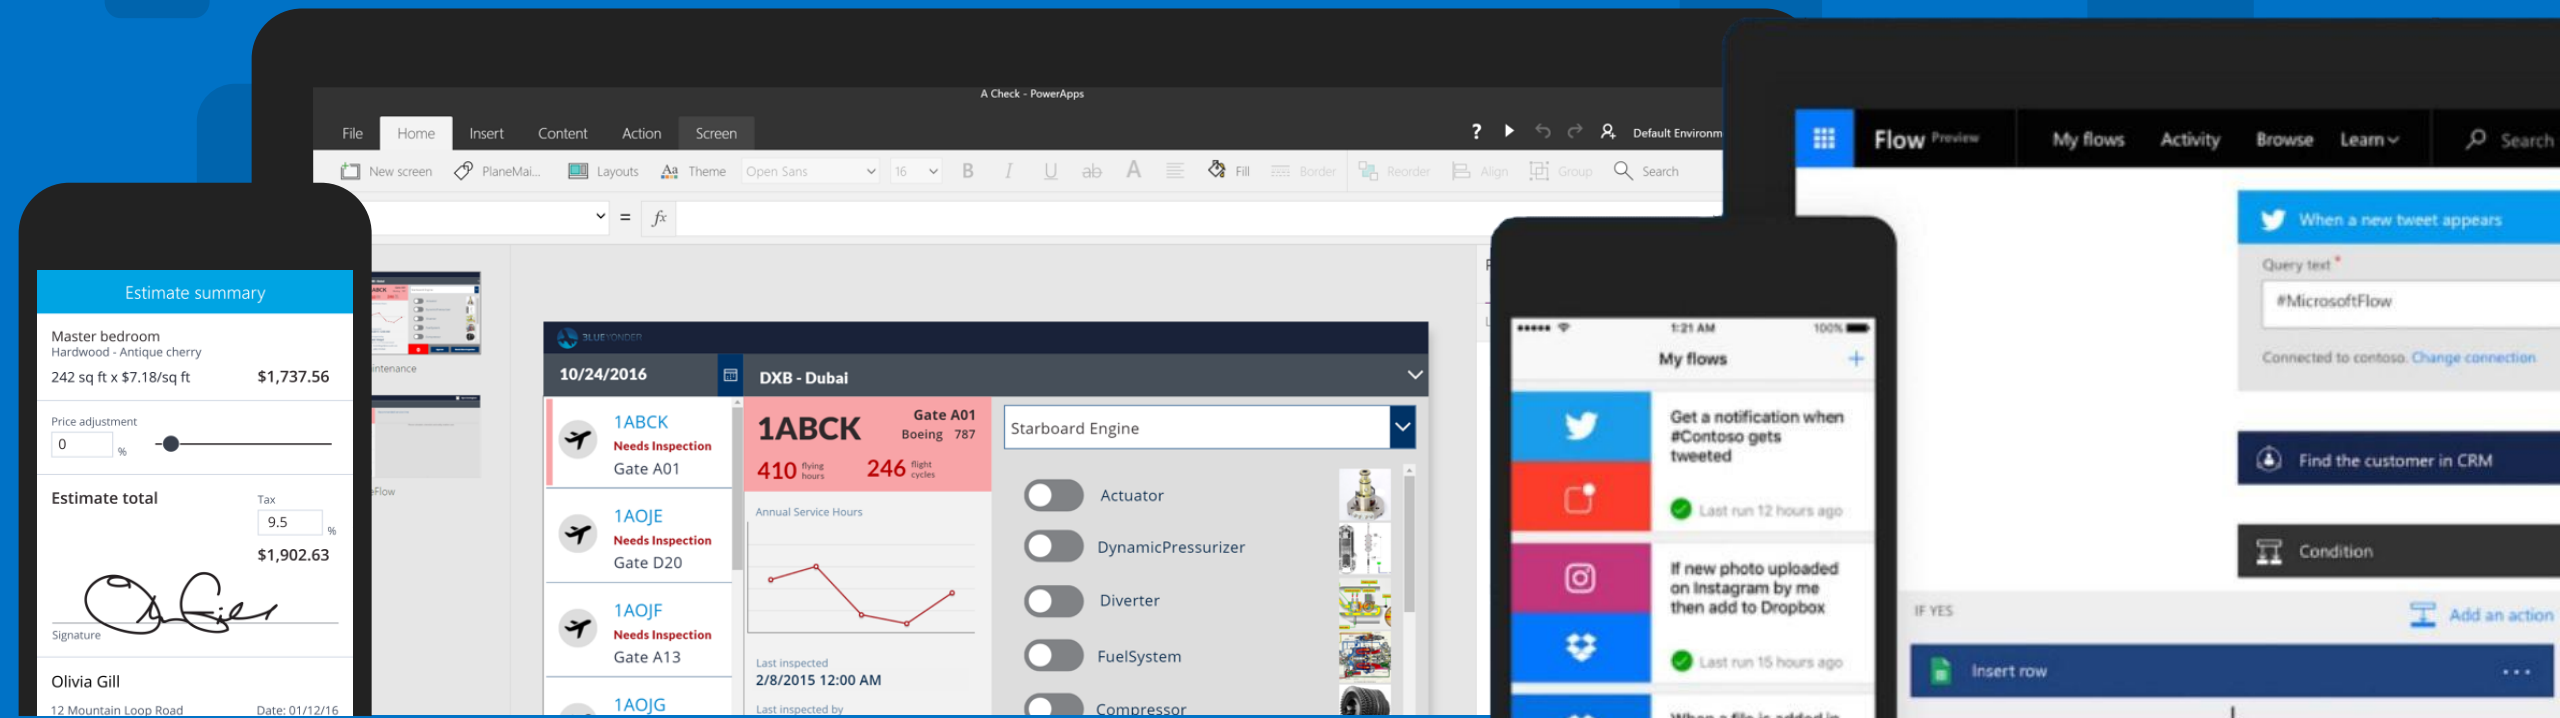 Estimate summary
Master bedroom
Hardwood - Antique cherry
242 sq ft x $7.18/sq ft $1,737.56
Price adjustment
0 %
Estimate total
Tax
9.5 %
$1,902.63
Signature
Olivia Gill
12 Mountain Loop Road Date: 01/12/16
A Check - PowerApps
File Home Insert Content Action Screen
? Default Environm
New screen PlaneMai... Layouts Aa Theme Open Sans 16 B I U ab A Fill Border Reorder Align Group Search
= fx
intenance
eFlow
BLUEYONDER
10/24/2016 DXB - Dubai
1ABCK
Needs Inspection
Gate A01
1AOJE
Needs Inspection
Gate D20
1AOJF
Needs Inspection
Gate A13
1AOJG
1ABCK Gate A01
Boeing 787
410 flying hours 246 flight cycles
Annual Service Hours
Last inspected
2/8/2015 12:00 AM
Last inspected by
Starboard Engine
Actuator
DynamicPressurizer
Diverter
FuelSystem
Compressor
1:21 AM 100%
My flows +
Get a notification when
#Contoso gets
tweeted
Last run 12 hours ago
If new photo uploaded
on Instagram by me
then add to Dropbox
Last run 15 hours ago
When a file is added in
Flow Preview My flows Activity Browse Learn Search
When a new tweet appears
Query text *
#MicrosoftFlow
Connected to contoso. Change connection
Find the customer in CRM
Condition
IF YES
Add an action
Insert row ...